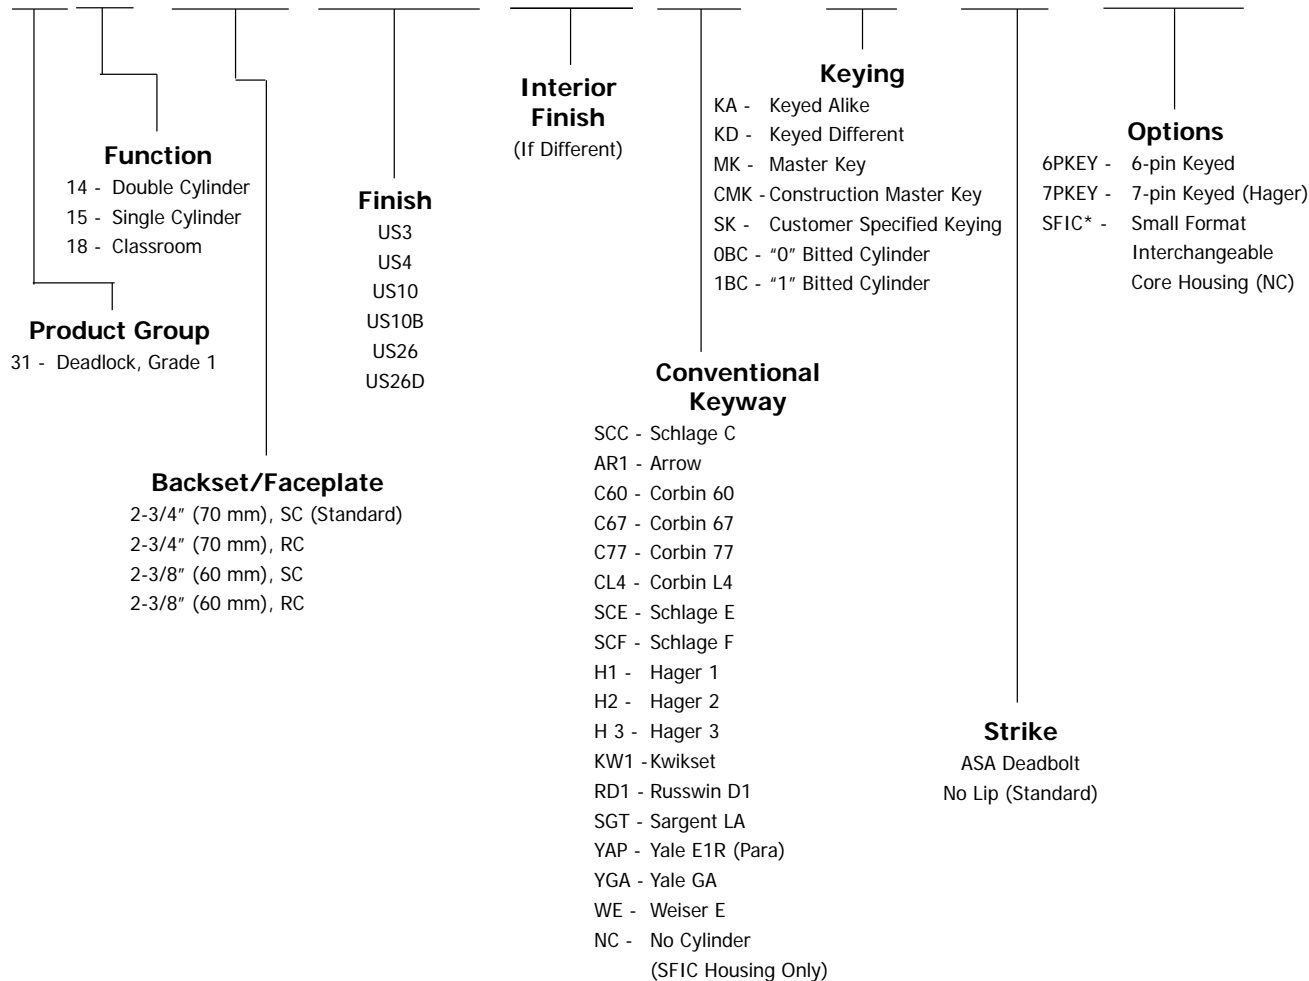 Function
14 - Double Cylinder
15 - Single Cylinder
18 - Classroom
Product Group
31 - Deadlock, Grade 1
Backset/Faceplate
2-3/4” (70 mm), SC (Standard)
2-3/4” (70 mm), RC
2-3/8” (60 mm), SC
2-3/8” (60 mm), RC
Finish
US3
US4
US10
US10B
US26
US26D
Interior
Finish
(If Different)
Conventional
Keyway
SCC - Schlage C
AR1 - Arrow
C60 - Corbin 60
C67 - Corbin 67
C77 - Corbin 77
CL4 - Corbin L4
SCE - Schlage E
SCF - Schlage F
H1 - Hager 1
H2 - Hager 2
H 3 - Hager 3
KW1 - Kwikset
RD1 - Russwin D1
SGT - Sargent LA
YAP - Yale E1R (Para)
YGA - Yale GA
WE - Weiser E
NC - No Cylinder
(SFIC Housing Only)
Keying
KA - Keyed Alike
KD - Keyed Different
MK - Master Key
CMK - Construction Master Key
SK - Customer Specified Keying
0BC - “0” Bitted Cylinder
1BC - “1” Bitted Cylinder
Strike
ASA Deadbolt
No Lip (Standard)
Options
6PKEY - 6-pin Keyed
7PKEY - 7-pin Keyed (Hager)
SFIC* - Small Format
Interchangeable
Core Housing (NC)